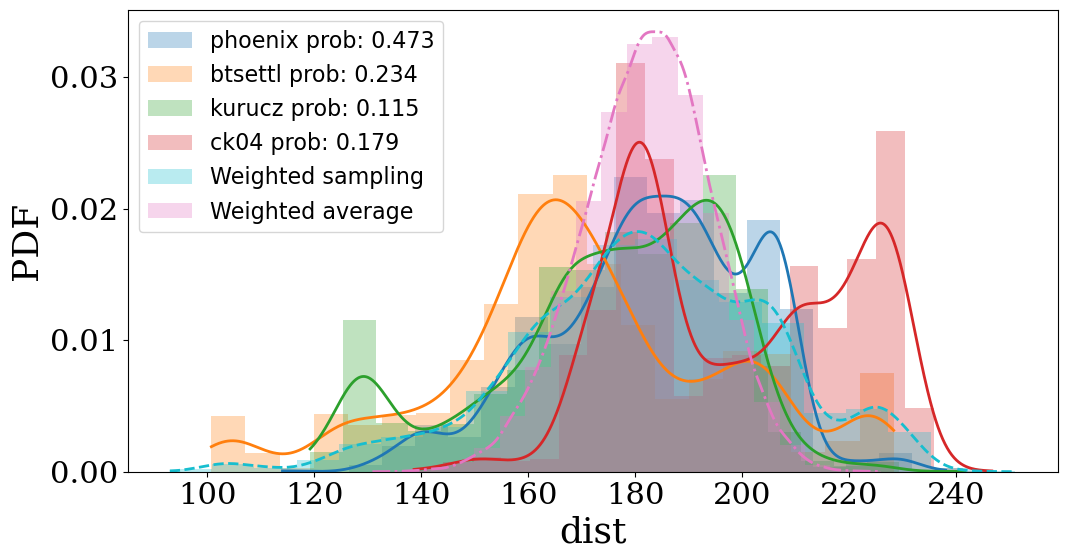 phoenix prob: 0.473
btsettl prob: 0.234
kurucz prob: 0.115
ck04 prob: 0.179
Weighted sampling
Weighted average
PDF
0.03
0.02
0.01
0.00
100 120 140 160 180 200 220 240
dist